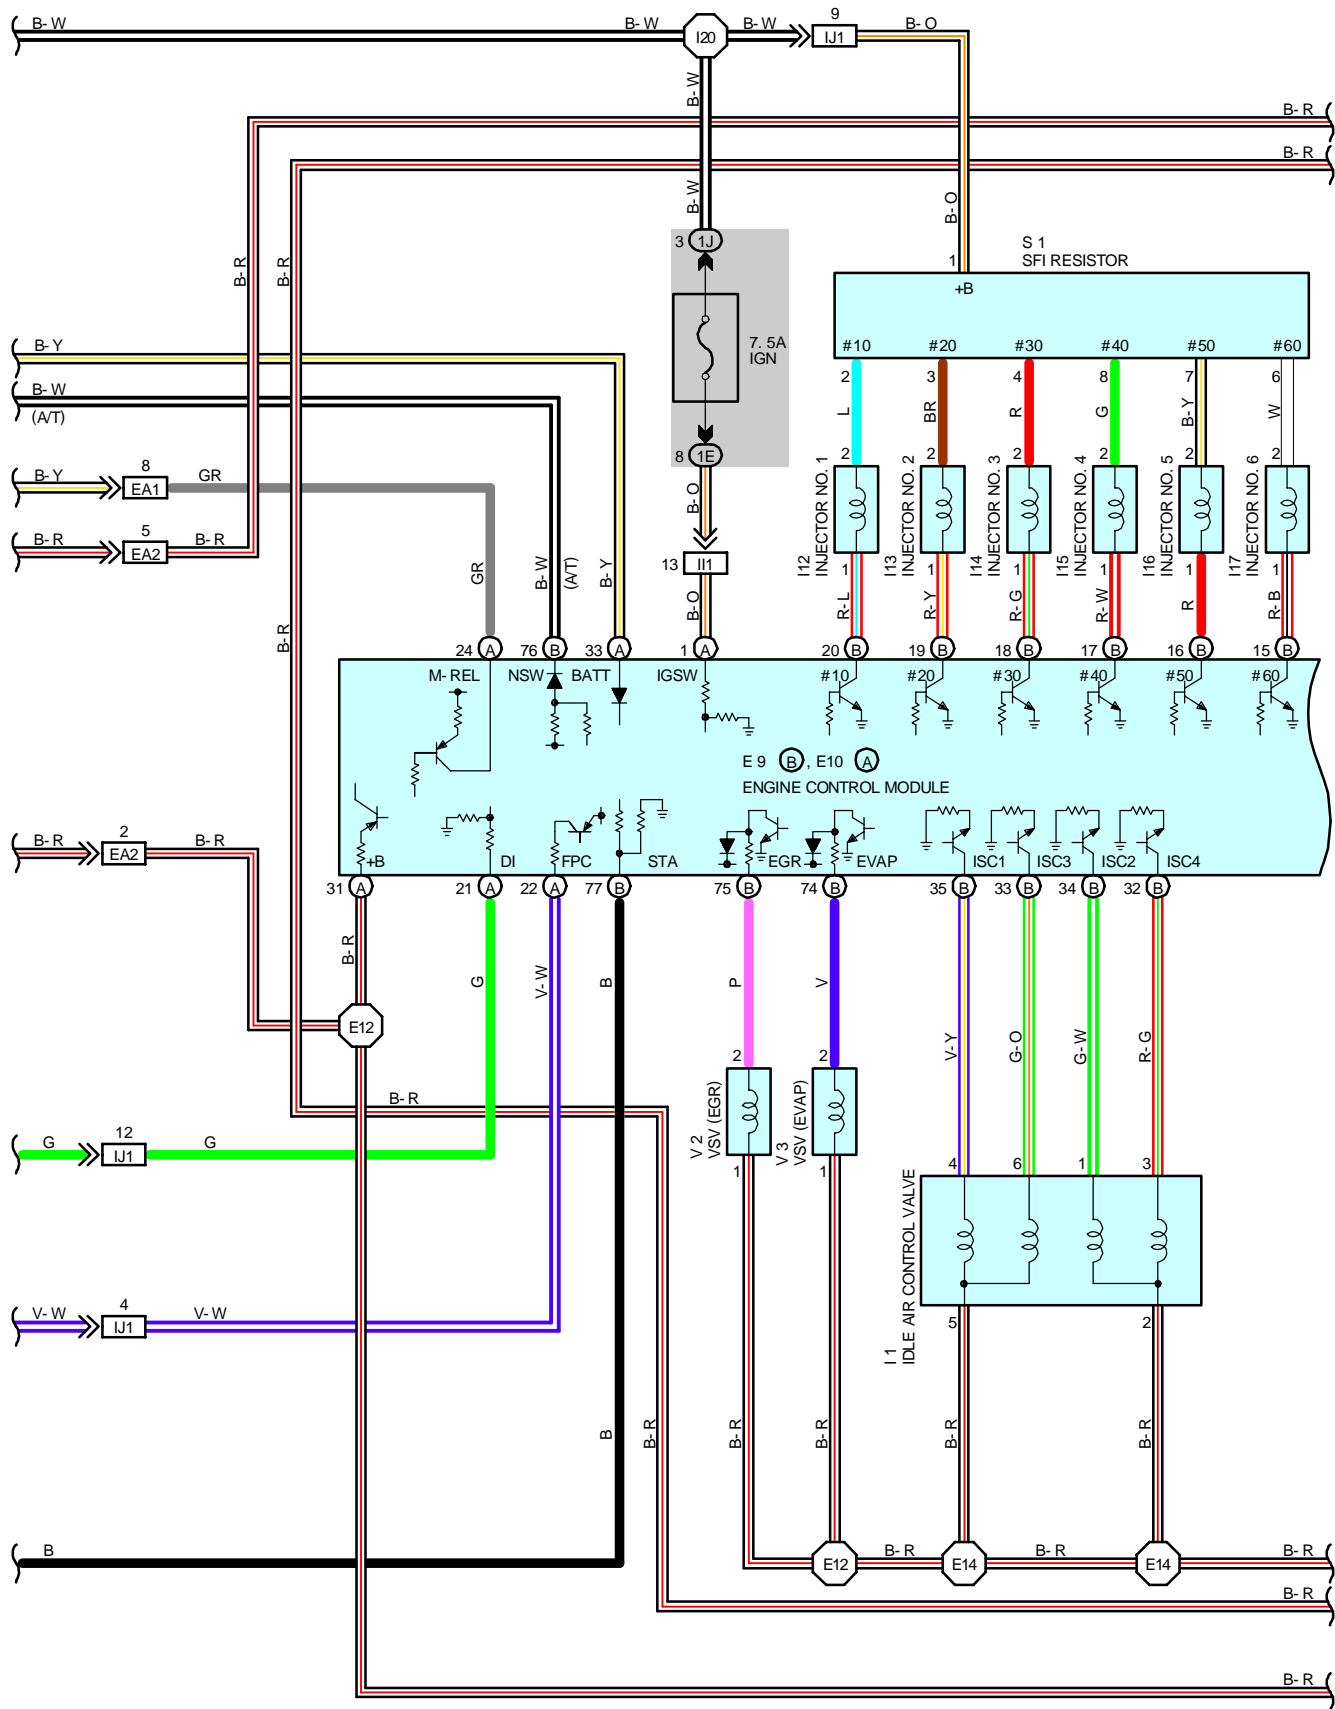 B-W B-W I20 B-W 9 IJ1 B-O
B-W
B-R
B-R
B-W
B-O
3 1J
S 1
SFI RESISTOR
1
+B
B-R B-R
7.5A
IGN
B-Y
#10 #20 #30 #40 #50 #60
2 3 4 8 7 6
B-W
(A/T)
L BR R G B-Y W
8 1E
2 2 2 2 2 2
B-Y 8 EA1 GR
B-O
I12 INJECTOR NO. 1
I13 INJECTOR NO. 2
I14 INJECTOR NO. 3
I15 INJECTOR NO. 4
I16 INJECTOR NO. 5
I17 INJECTOR NO. 6
B-R 5 EA2 B-R
13 II1
1 1 1 1 1 1
GR B-W (A/T) B-Y B-O R-L R-Y R-G R-W R R-B
B-R
24 A 76 B 33 A 1 A 20 B 19 B 18 B 17 B 16 B 15 B
M-REL NSW BATT IGSW #10 #20 #30 #40 #50 #60
E 9 B , E10 A
ENGINE CONTROL MODULE
B-R 2 EA2 B-R
+B DI FPC STA EGR EVAP ISC1 ISC3 ISC2 ISC4
31 A 21 A 22 A 77 B 75 B 74 B 35 B 33 B 34 B 32 B
B-R G V-W B P V V-Y G-O G-W R-G
E12
2 2
V 2
VSV (EGR)
V 3
VSV (EVAP)
B-R
G 12 IJ1 G
1 1
4 6 1 3
I 1
IDLE AIR CONTROL VALVE
V-W 4 IJ1 V-W
5 2
B B-R B-R B-R B-R B-R
B E12 B-R E14 B-R E14 B-R
B-R
B-R